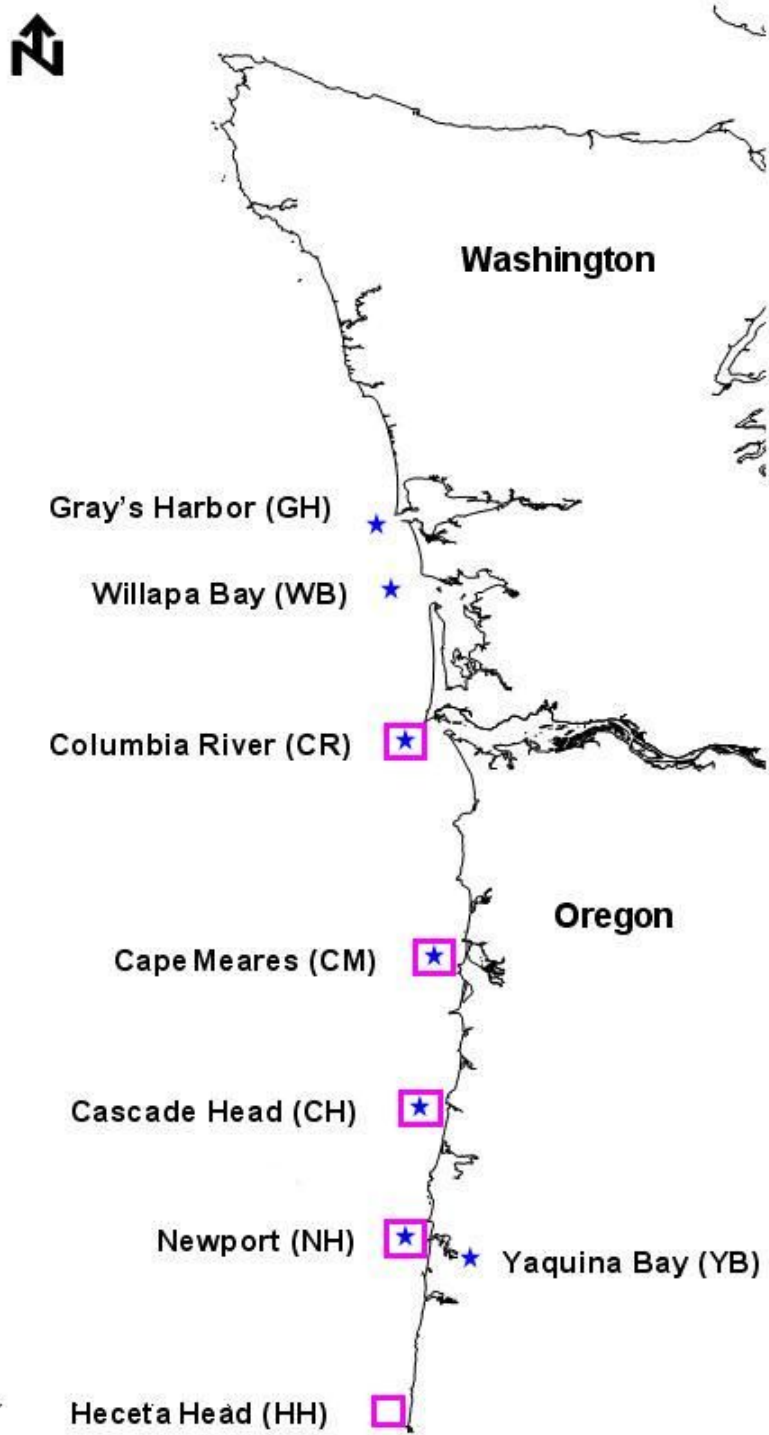 N
Washington
Gray's Harbor (GH)
Willapa Bay (WB)
Columbia River (CR)
Oregon
Cape Meares (CM)
Cascade Head (CH)
Newport (NH)
Yaquina Bay (YB)
Heceta Head (HH)